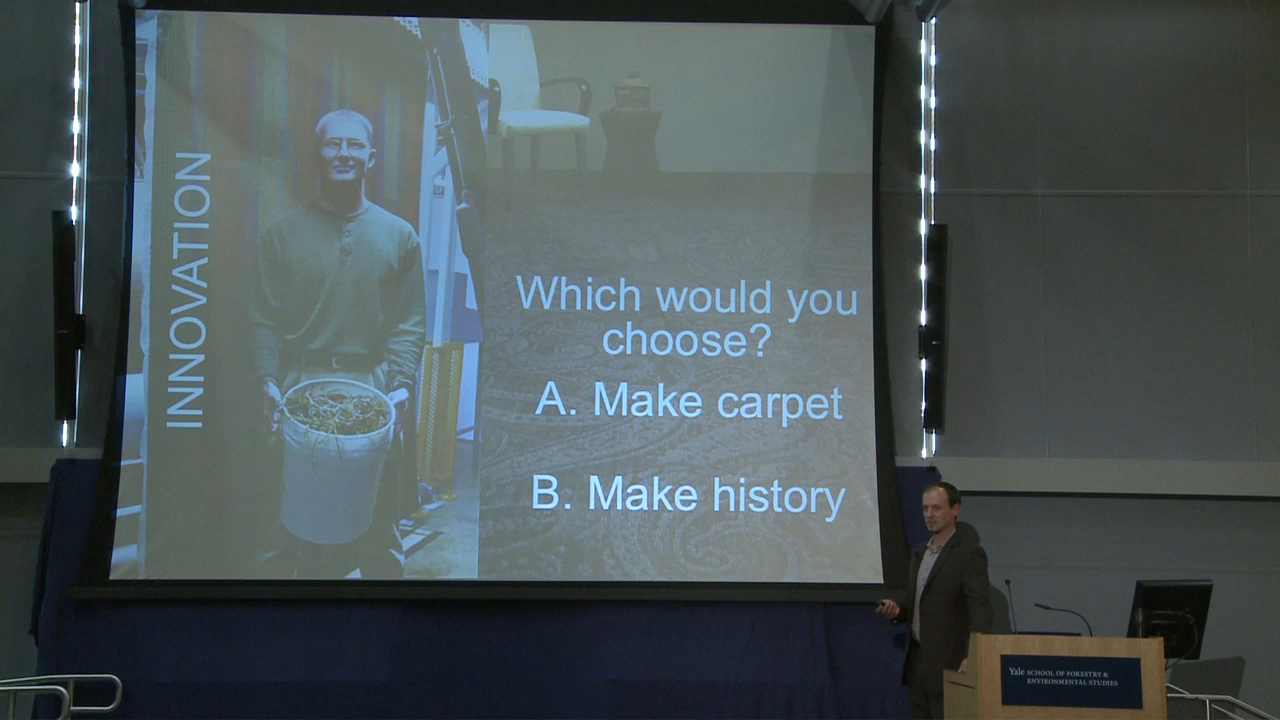 INNOVATION
Which would you
choose?
A. Make carpet
B. Make history
Yale SCHOOL OF FORESTRY &
ENVIRONMENTAL STUDIES